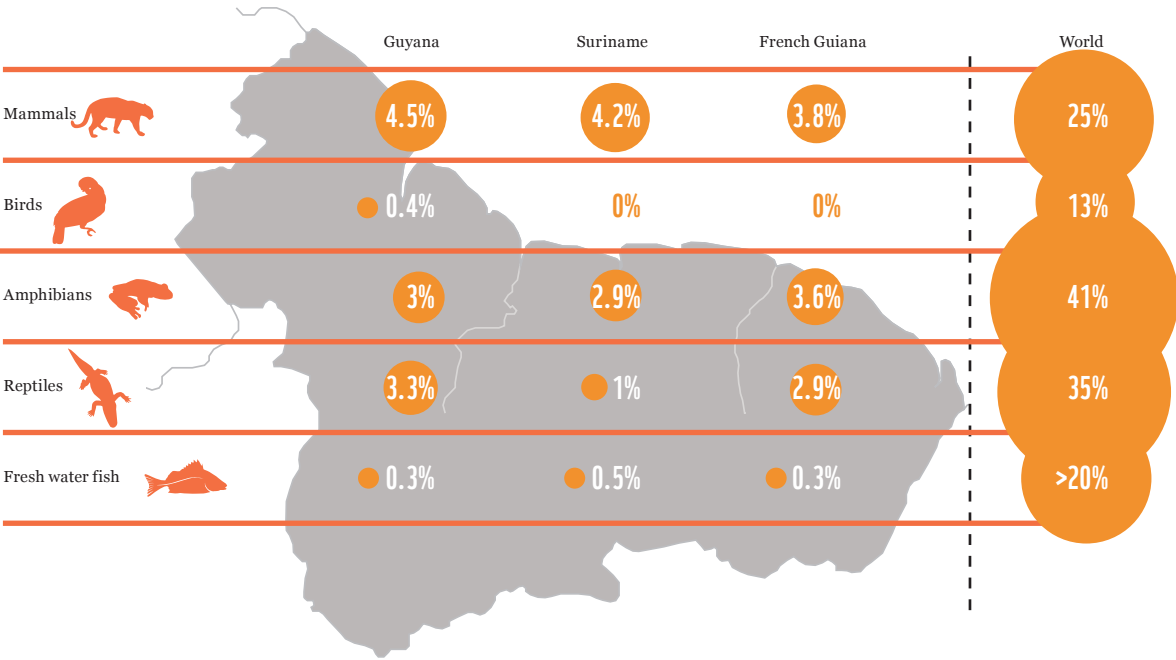 Guyana Suriname French Guiana World
Mammals 4.5% 4.2% 3.8% 25%
Birds 0.4% 0% 0% 13%
Amphibians 3% 2.9% 3.6% 41%
Reptiles 3.3% 1% 2.9% 35%
Fresh water fish 0.3% 0.5% 0.3% >20%